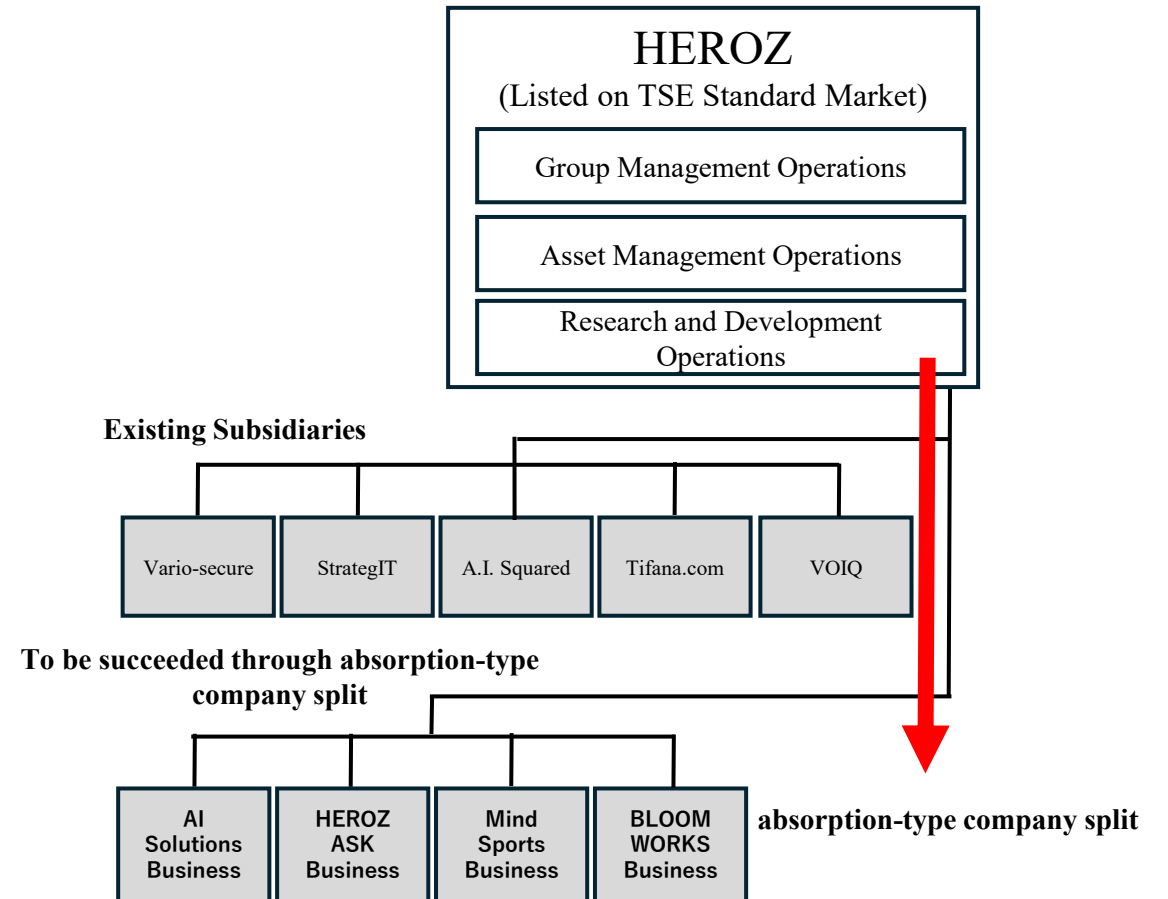 HEROZ
(Listed on TSE Standard Market)
Group Management Operations
Asset Management Operations
Research and Development
Operations
Existing Subsidiaries
Vario-secure
StrategIT
A.I. Squared
Tifana.com
VOIQ
To be succeeded through absorption-type
company split
AI
Solutions
Business
HEROZ
ASK
Business
Mind
Sports
Business
BLOOM
WORKS
Business
absorption-type company split